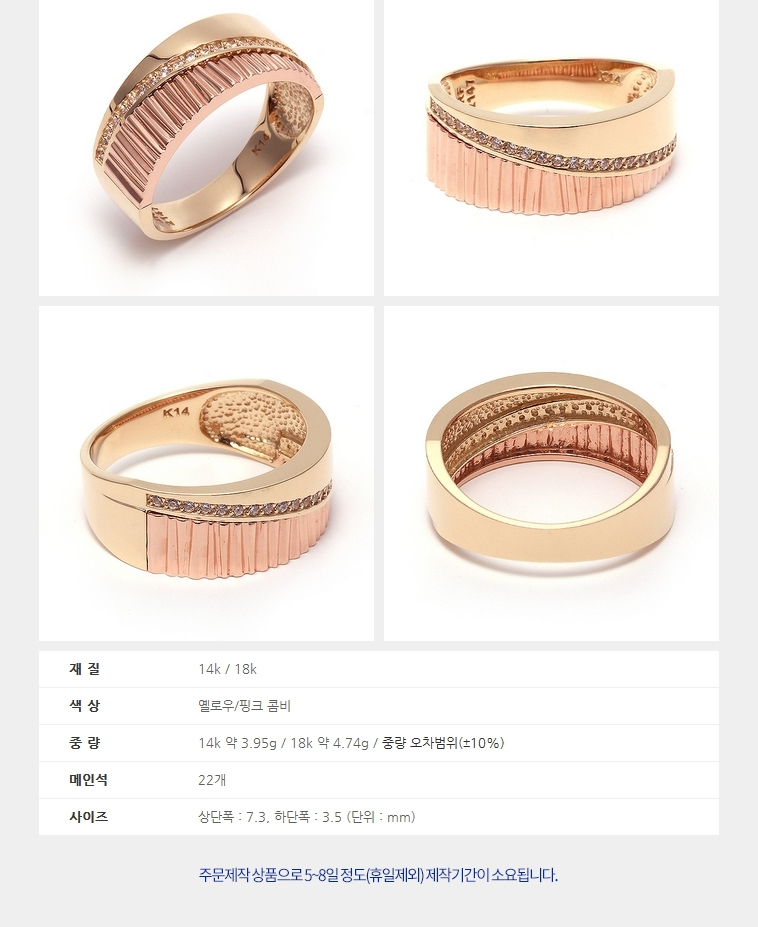 K14
K14
재 질 14k / 18k
색 상 옐로우/핑크 콤비
중 량 14k 약 3.95g / 18k 약 4.74g / 중량 오차범위(±10%)
메인석 22개
사이즈 상단폭 : 7.3, 하단폭 : 3.5 (단위 : mm)
주문제작 상품으로 5~8일 정도(휴일제외) 제작기간이 소요됩니다.